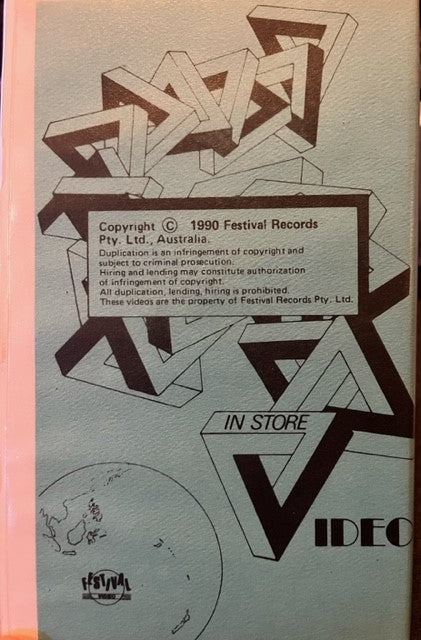 Copyright © 1990 Festival Records
Pty. Ltd., Australia.
Duplication is an infringement of copyright and
subject to criminal prosecution.
Hiring and lending may constitute authorization
of infringement of copyright.
All duplication, lending, hiring is prohibited.
These videos are the property of Festival Records Pty. Ltd.
IN STORE
VIDEO
FESTIVAL
VIDEO